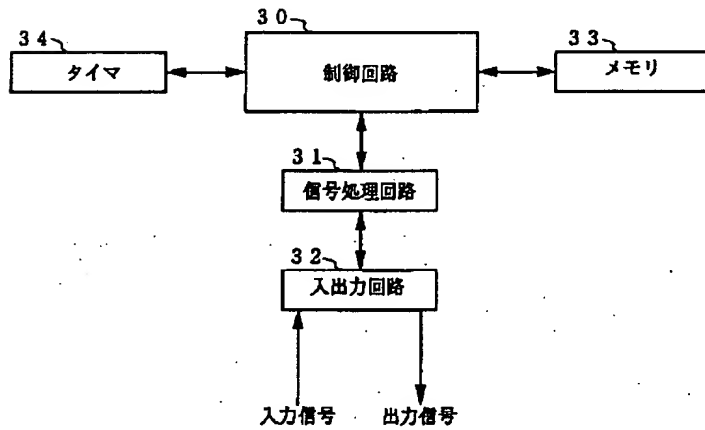 ３４
タイマ
３０
制御回路
３３
メモリ
３１
信号処理回路
３２
入出力回路
入力信号
出力信号